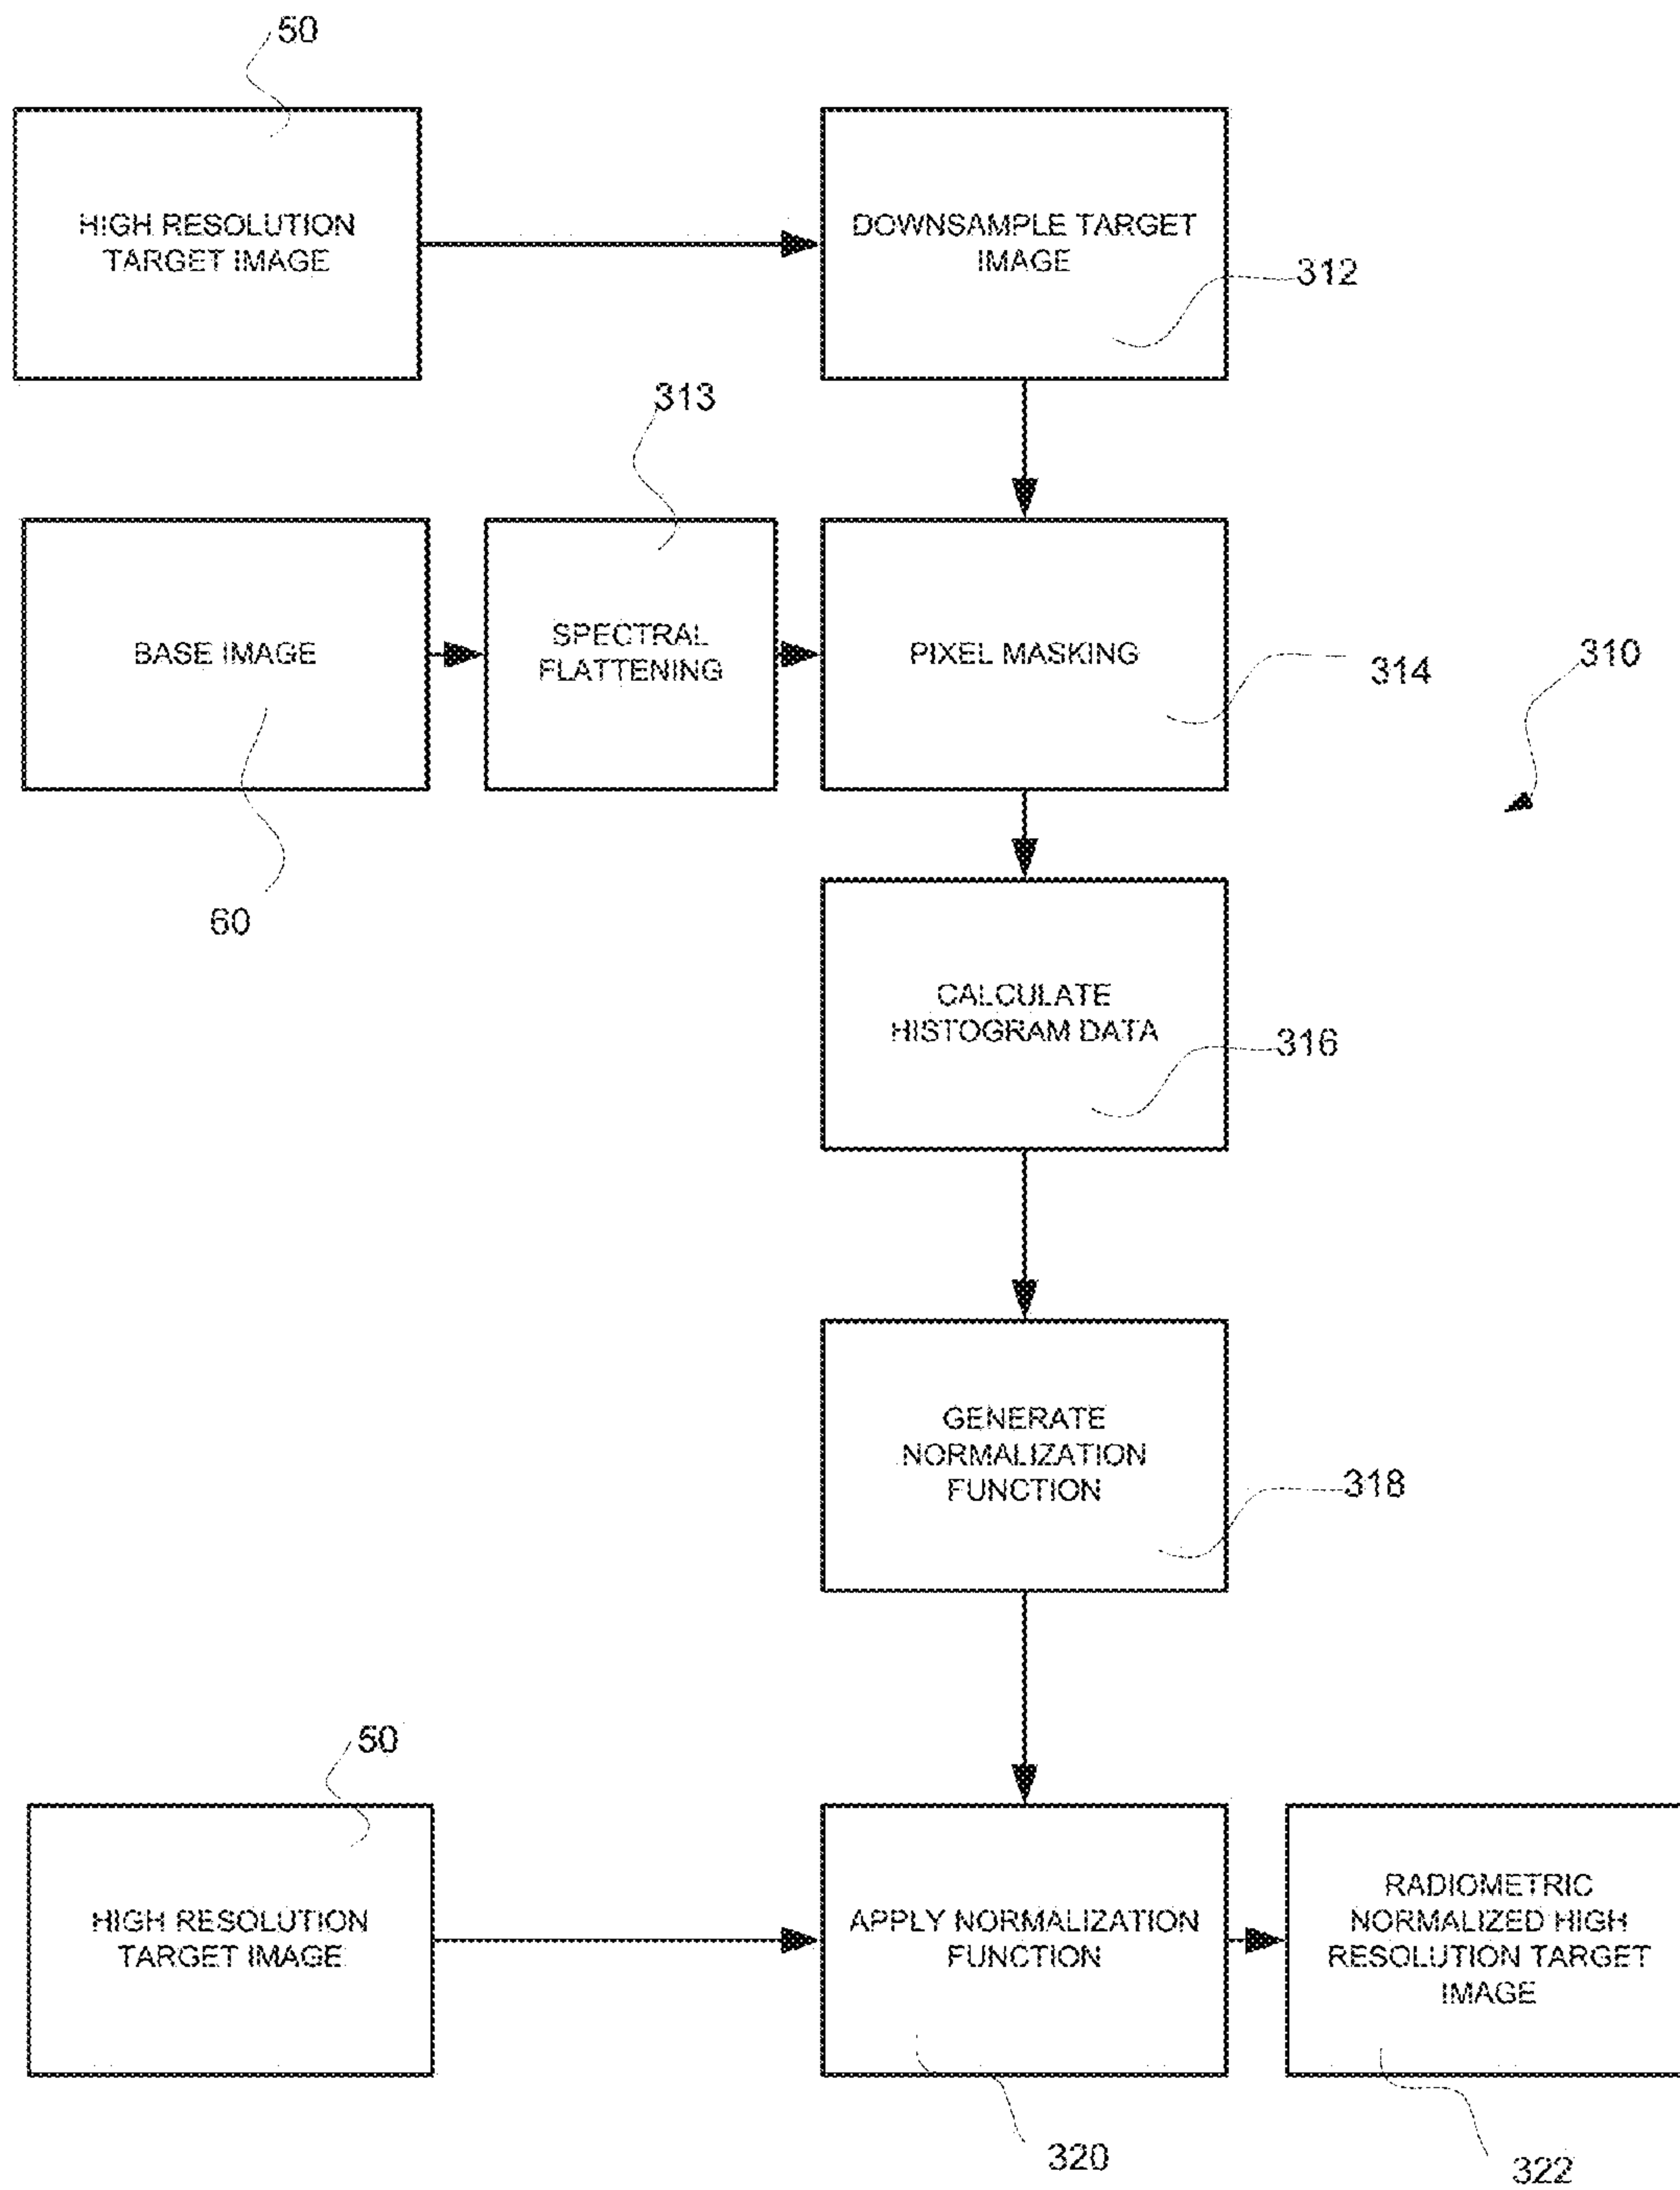 50
HIGH RESOLUTION
TARGET IMAGE
DOWNSAMPLE TARGET
IMAGE
312
313
BASE IMAGE
60
SPECTRAL
FLATTENING
PIXEL MASKING
314
310
CALCULATE
HISTOGRAM DATA
316
GENERATE
NORMALIZATION
FUNCTION
318
50
HIGH RESOLUTION
TARGET IMAGE
APPLY NORMALIZATION
FUNCTION
320
RADIOMETRIC
NORMALIZED HIGH
RESOLUTION TARGET
IMAGE
322